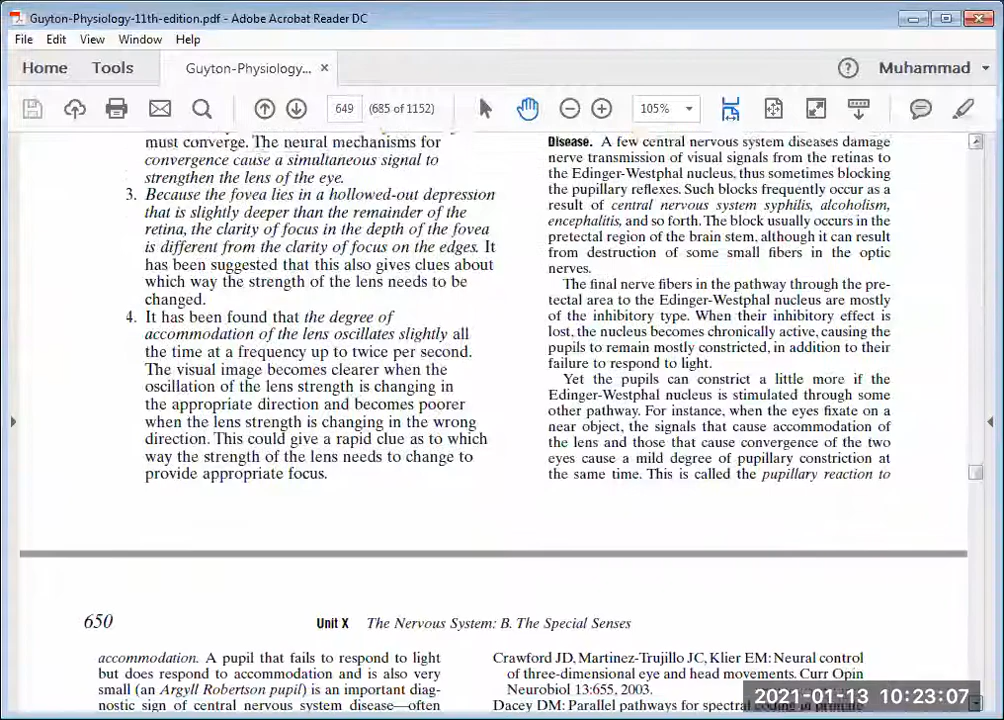 Guyton-Physiology-11th-edition.pdf - Adobe Acrobat Reader DC
File Edit View Window Help
Home Tools Guyton-Physiology... × Muhammad
649 (685 of 1152) 105%
must converge. The neural mechanisms for
convergence cause a simultaneous signal to
strengthen the lens of the eye.
3. Because the fovea lies in a hollowed-out depression
that is slightly deeper than the remainder of the
retina, the clarity of focus in the depth of the fovea
is different from the clarity of focus on the edges. It
has been suggested that this also gives clues about
which way the strength of the lens needs to be
changed.
4. It has been found that the degree of
accommodation of the lens oscillates slightly all
the time at a frequency up to twice per second.
The visual image becomes clearer when the
oscillation of the lens strength is changing in
the appropriate direction and becomes poorer
when the lens strength is changing in the wrong
direction. This could give a rapid clue as to which
way the strength of the lens needs to change to
provide appropriate focus.
Disease. A few central nervous system diseases damage
nerve transmission of visual signals from the retinas to
the Edinger-Westphal nucleus, thus sometimes blocking
the pupillary reflexes. Such blocks frequently occur as a
result of central nervous system syphilis, alcoholism,
encephalitis, and so forth. The block usually occurs in the
pretectal region of the brain stem, although it can result
from destruction of some small fibers in the optic
nerves.
The final nerve fibers in the pathway through the pre-
tectal area to the Edinger-Westphal nucleus are mostly
of the inhibitory type. When their inhibitory effect is
lost, the nucleus becomes chronically active, causing the
pupils to remain mostly constricted, in addition to their
failure to respond to light.
Yet the pupils can constrict a little more if the
Edinger-Westphal nucleus is stimulated through some
other pathway. For instance, when the eyes fixate on a
near object, the signals that cause accommodation of
the lens and those that cause convergence of the two
eyes cause a mild degree of pupillary constriction at
the same time. This is called the pupillary reaction to
650 Unit X The Nervous System: B. The Special Senses
accommodation. A pupil that fails to respond to light
but does respond to accommodation and is also very
small (an Argyll Robertson pupil) is an important diag-
nostic sign of central nervous system disease—often
Crawford JD, Martinez-Trujillo JC, Klier EM: Neural control
of three-dimensional eye and head movements. Curr Opin
Neurobiol 13:655, 2003.
Dacey DM: Parallel pathways for spectral coding in primate
2021-01-13 10:23:07